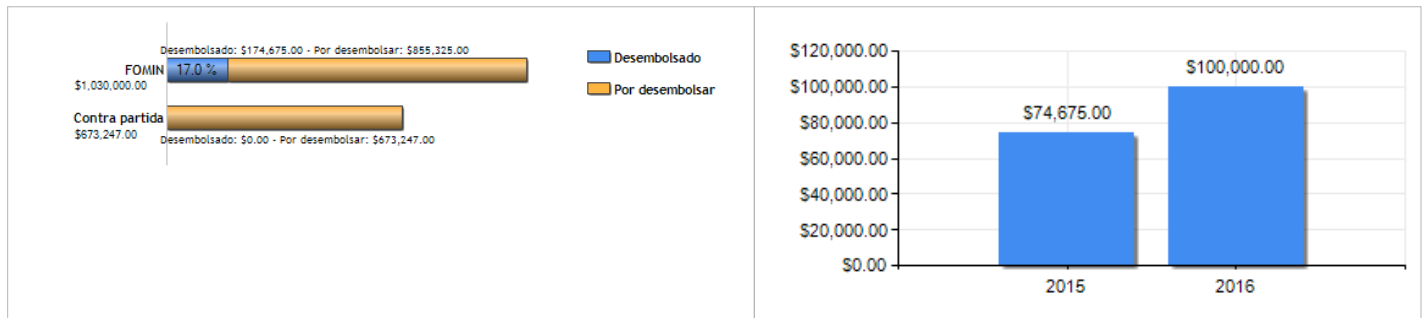 Desembolsado: $174,675.00 - Por desembolsar: $855,325.00
FOMIN
17.0 %
$1,030,000.00
Contra partida
$673,247.00
Desembolsado: $0.00 - Por desembolsar: $673,247.00
Desembolsado
Por desembolsar
$120,000.00
$100,000.00
$80,000.00
$60,000.00
$40,000.00
$20,000.00
$0.00
$74,675.00
$100,000.00
2015
2016